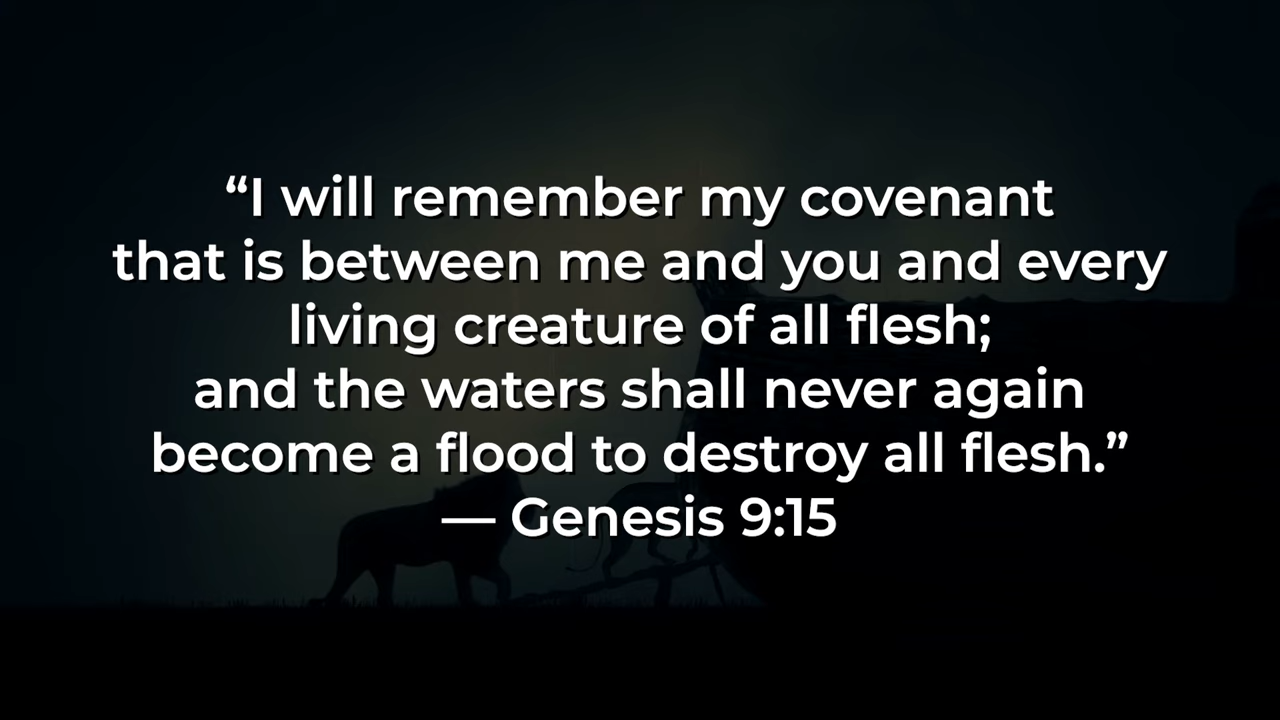 “I will remember my covenant
that is between me and you and every
living creature of all flesh;
and the waters shall never again
become a flood to destroy all flesh.”
— Genesis 9:15